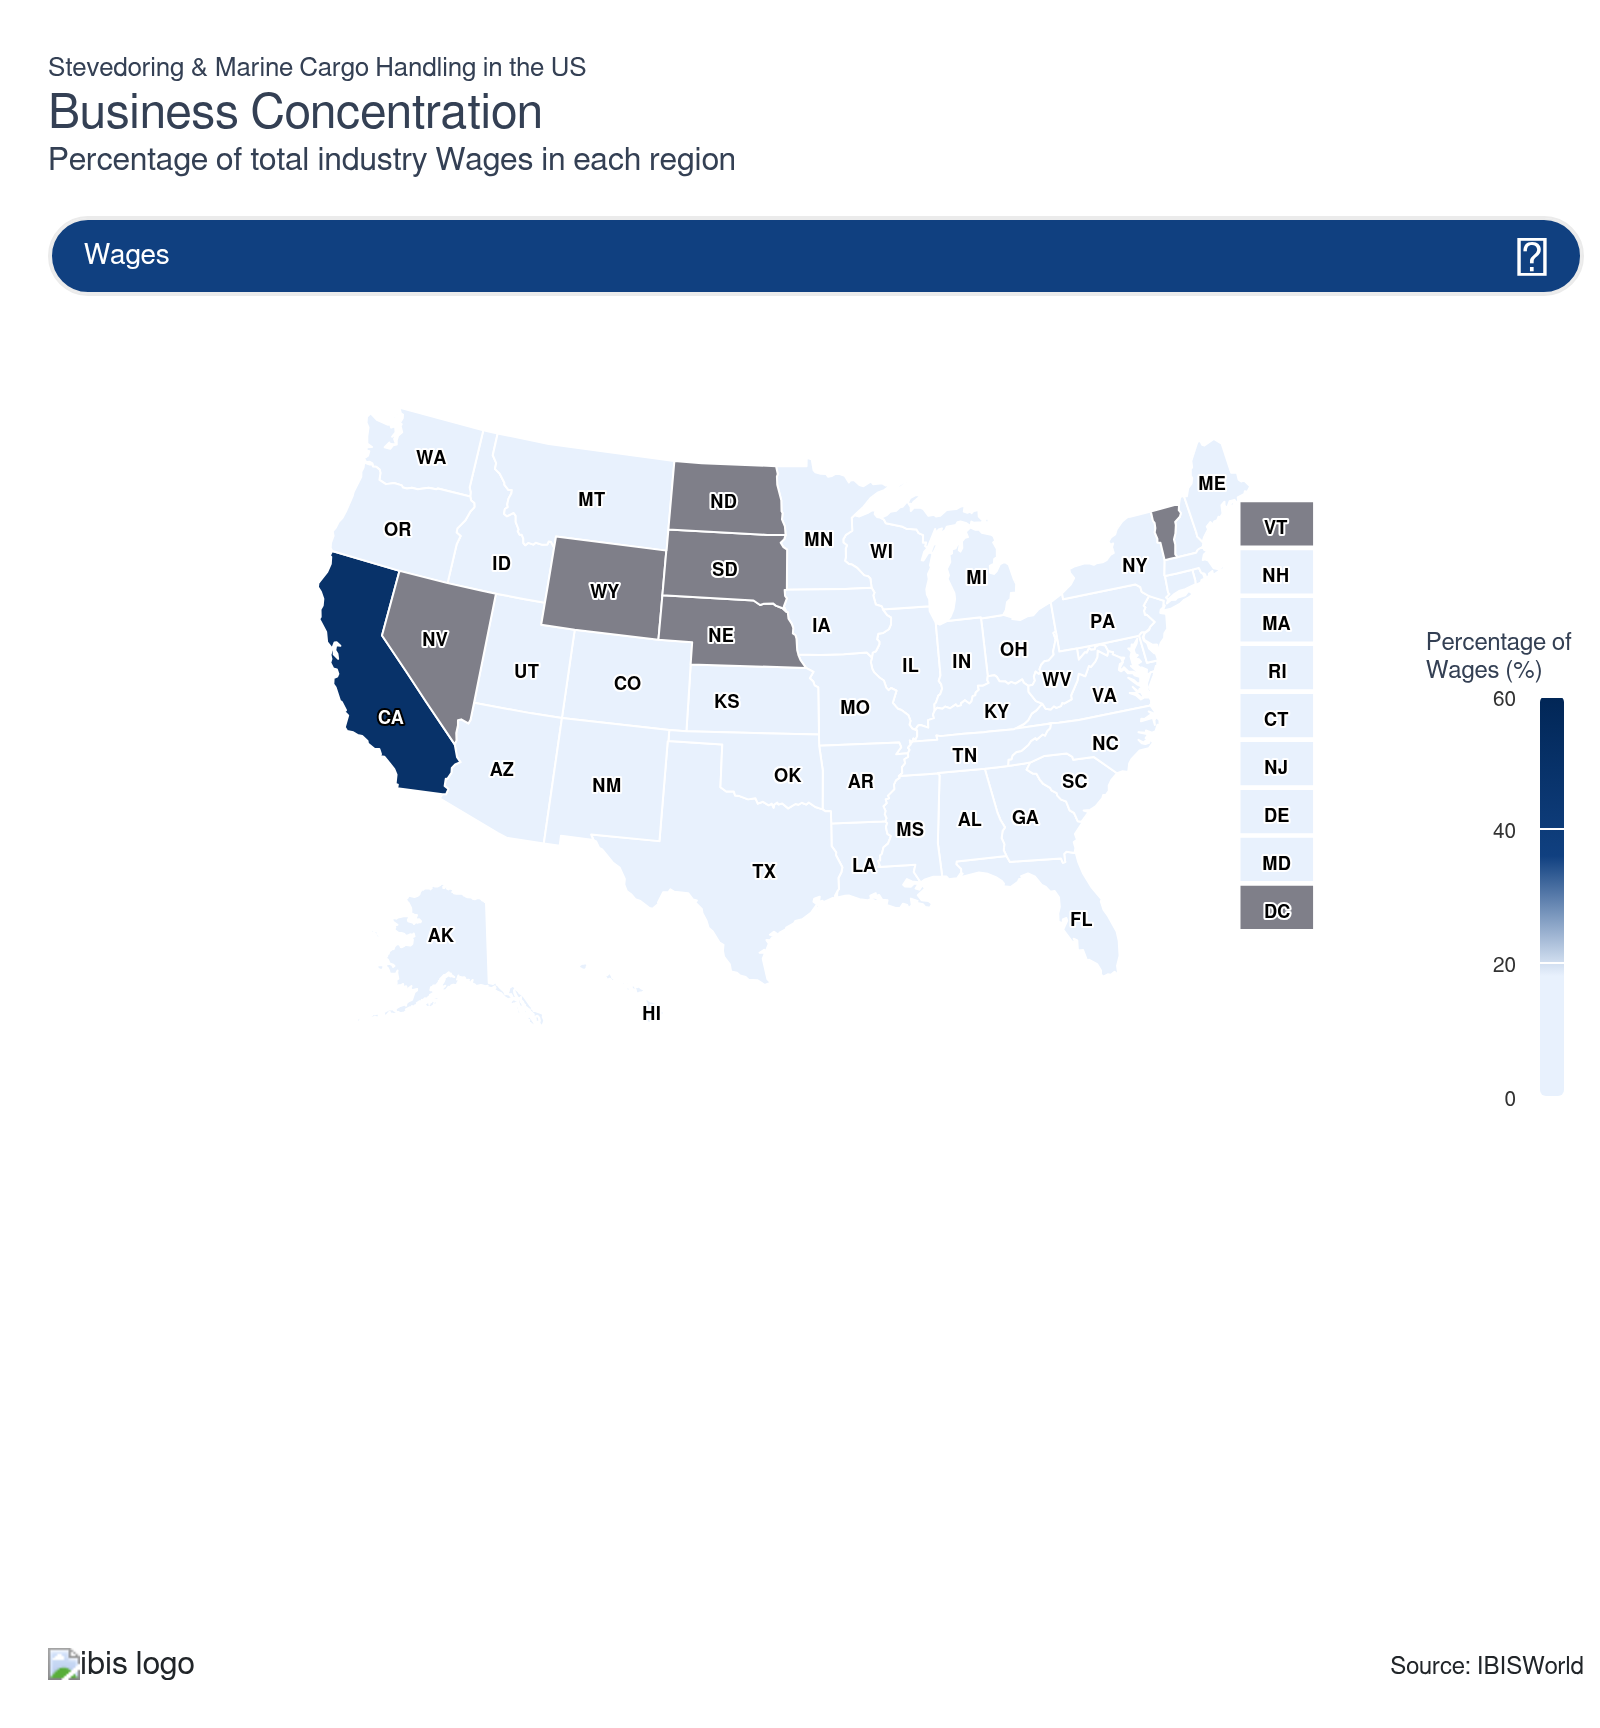 Stevedoring & Marine Cargo Handling in the US
Business Concentration
Percentage of total industry Wages in each region
Wages
WA
ME
MT
ND
VT
OR
MN
WI
NY
ID
SD
MI
NH
WY
NE
IA
PA
MA
NV
OH
UT
CO
IL
IN
WV
RI
Percentage of
Wages (%)
CA
KS
MO
KY
VA
CT
60
AZ
NM
OK
AR
TN
NC
SC
NJ
MS
AL
GA
DE
40
TX
LA
MD
FL
DC
AK
20
HI
0
ibis logo
Source: IBISWorld